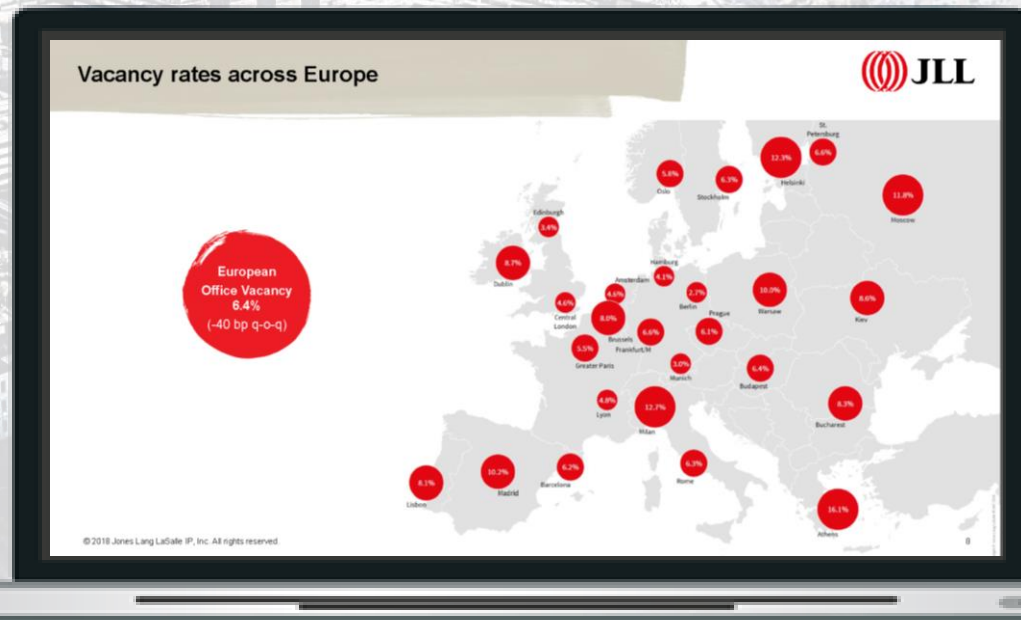 Vacancy rates across Europe
JLL
European
Office Vacancy
6.4%
(-40 bp q-o-q)
St.
Petersburg
6.6%
12.3%
Helsinki
5.8%
Oslo
6.3%
Stockholm
11.8%
Moscow
Edinburgh
3.4%
8.7%
Dublin
Hamburg
4.1%
Amsterdam
4.6%
2.7%
Berlin
10.0%
Warsaw
8.6%
Kiev
4.6%
Central
London
8.0%
Brussels
6.6%
Frankfurt/M
Prague
6.1%
5.5%
Greater Paris
3.0%
Munich
6.4%
Budapest
4.8%
Lyon
12.7%
Milan
8.3%
Bucharest
8.1%
Lisbon
10.2%
Madrid
6.2%
Barcelona
6.3%
Rome
16.1%
Athens
© 2018 Jones Lang LaSalle IP, Inc. All rights reserved